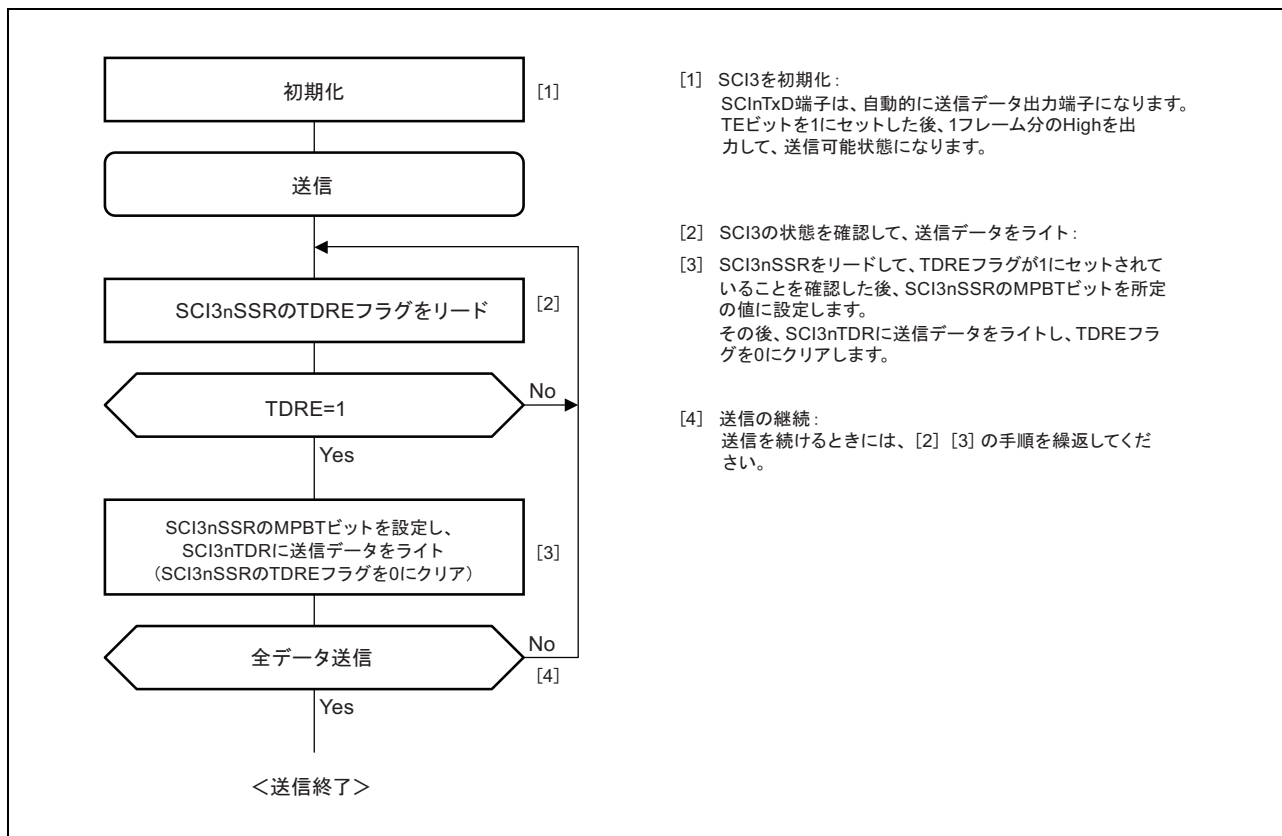 初期化
[1]
送信
SCI3nSSRのTDREフラグをリード
[2]
TDRE=1
No
Yes
SCI3nSSRのMPBTビットを設定し、
SCI3nTDRに送信データをライト
（SCI3nSSRのTDREフラグを0にクリア）
[3]
全データ送信
No
[4]
Yes
＜送信終了＞
[1] SCI3を初期化：
SCInTxD端子は、自動的に送信データ出力端子になります。
TEビットを1にセットした後、1フレーム分のHighを出
力して、送信可能状態になります。
[2] SCI3の状態を確認して、送信データをライト：
[3] SCI3nSSRをリードして、TDREフラグが1にセットされて
いることを確認した後、SCI3nSSRのMPBTビットを所定
の値に設定します。
その後、SCI3nTDRに送信データをライトし、TDREフラ
グを0にクリアします。
[4] 送信の継続：
送信を続けるときには、[2] [3] の手順を繰返してくだ
さい。